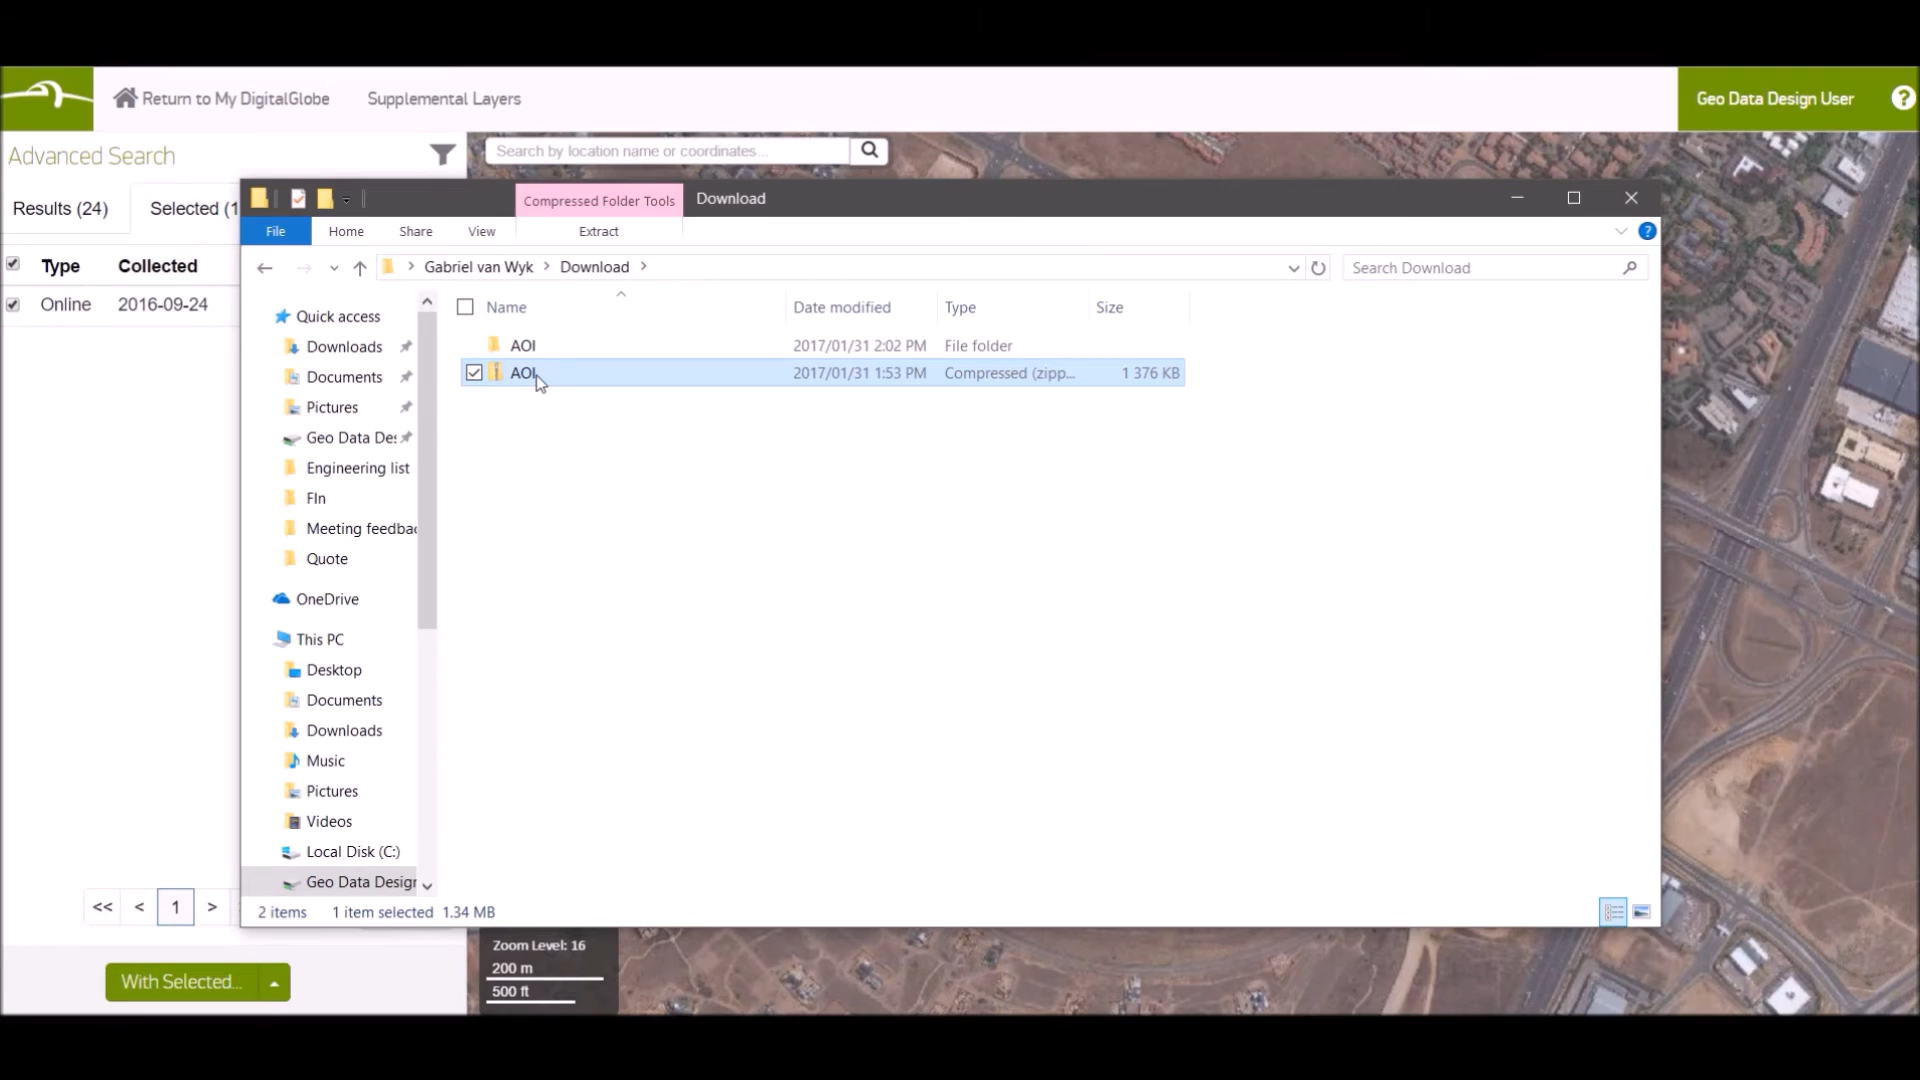 Return to My DigitalGlobe
Supplemental Layers
Geo Data Design User
?
Advanced Search
Search by location name or coordinates...
Results (24)
Selected (1
Type
Collected
Online
2016-09-24
<<
<
1
>
With Selected...
Compressed Folder Tools
Download
File
Home
Share
View
Extract
?
Gabriel van Wyk > Download >
Search Download
Quick access
Downloads
Documents
Pictures
Geo Data De
Engineering list
FIn
Meeting feedba
Quote
OneDrive
This PC
Desktop
Documents
Downloads
Music
Pictures
Videos
Local Disk (C:)
Geo Data Design
Name
Date modified
Type
Size
AOI
2017/01/31 2:02 PM
File folder
AOI
2017/01/31 1:53 PM
Compressed (zipp...
1 376 KB
2 items
1 item selected 1.34 MB
Zoom Level: 16
200 m
500 ft